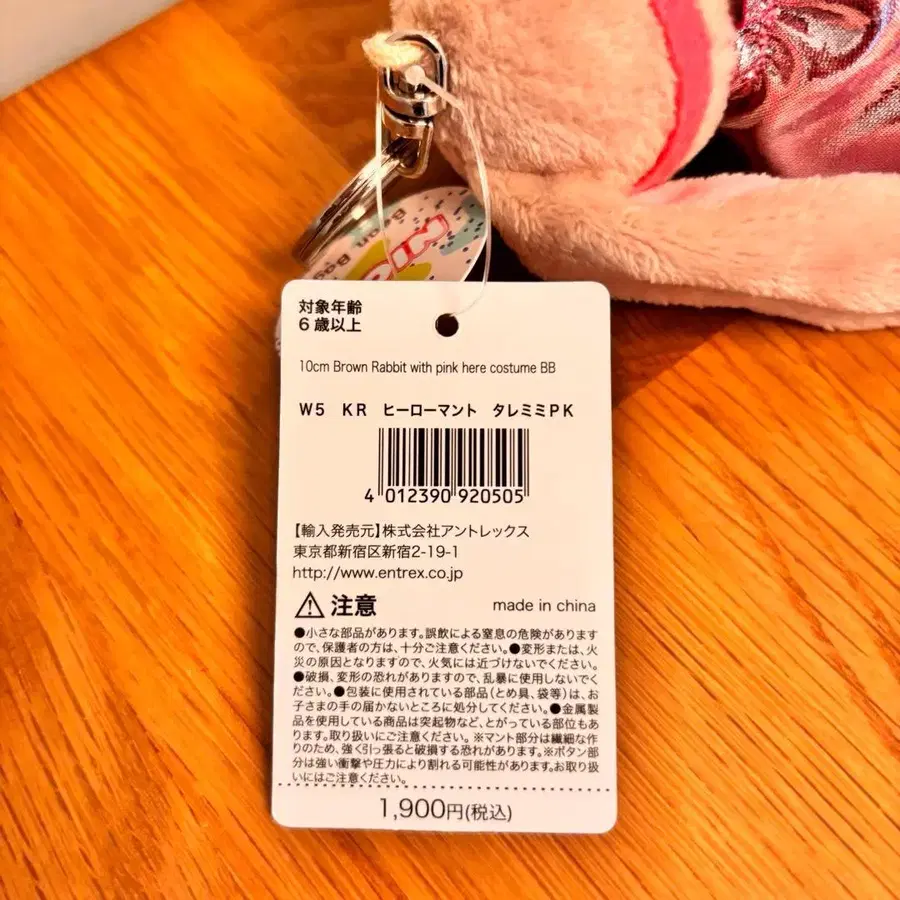 NICI
対象年齢
6歳以上
10cm Brown Rabbit with pink here costume BB
W5 KR ヒーローマント タレミミPK
4 012390 920505
【輸入発売元】株式会社アントレックス
東京都新宿区新宿2-19-1
http://www.entrex.co.jp
⚠注意 made in china
●小さな部品があります。誤飲による窒息の危険があります
ので、保護者の方は、十分ご注意ください。●変形または、火
災の原因となりますので、火気には近づけないでください。
●破損、変形の恐れがありますので、乱暴に使用しないでく
ださい。●包装に使用されている部品(とめ具、袋等)は、お
子さまの手の届かないところに処分してください。●金属製
品を使用している商品は突起物など、とがっている部位もあ
ります。取り扱いにご注意ください。※マント部分は繊細な作
りのため、強く引っ張ると破損する恐れがあります。※ボタン部
分は強い衝撃や圧力により割れる可能性があります。お取り扱
いにはご注意ください。
1,900円(税込)